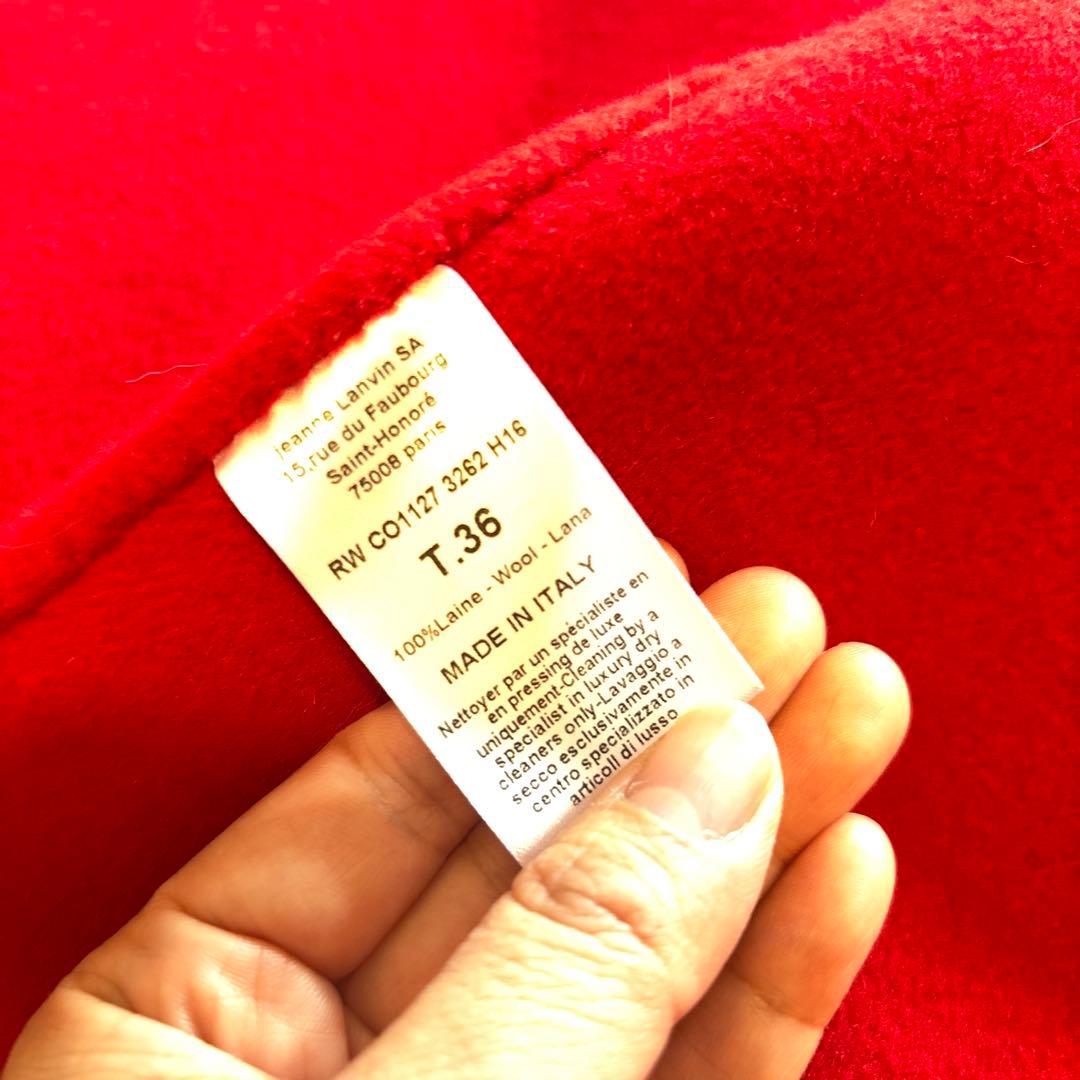 jeanne Lanvin SA
15,rue du Faubourg
Saint-Honoré
75008 paris
RW CO1127 3262 H16
T.36
100%Laine - Wool - Lana
MADE IN ITALY
Nettoyer par un spécialiste en
en pressing de luxe
uniquement-Cleaning by a
specialist in luxury dry
cleaners only-Lavaggio a
secco esclusivamente in
centro specializzato in
articoli di lusso